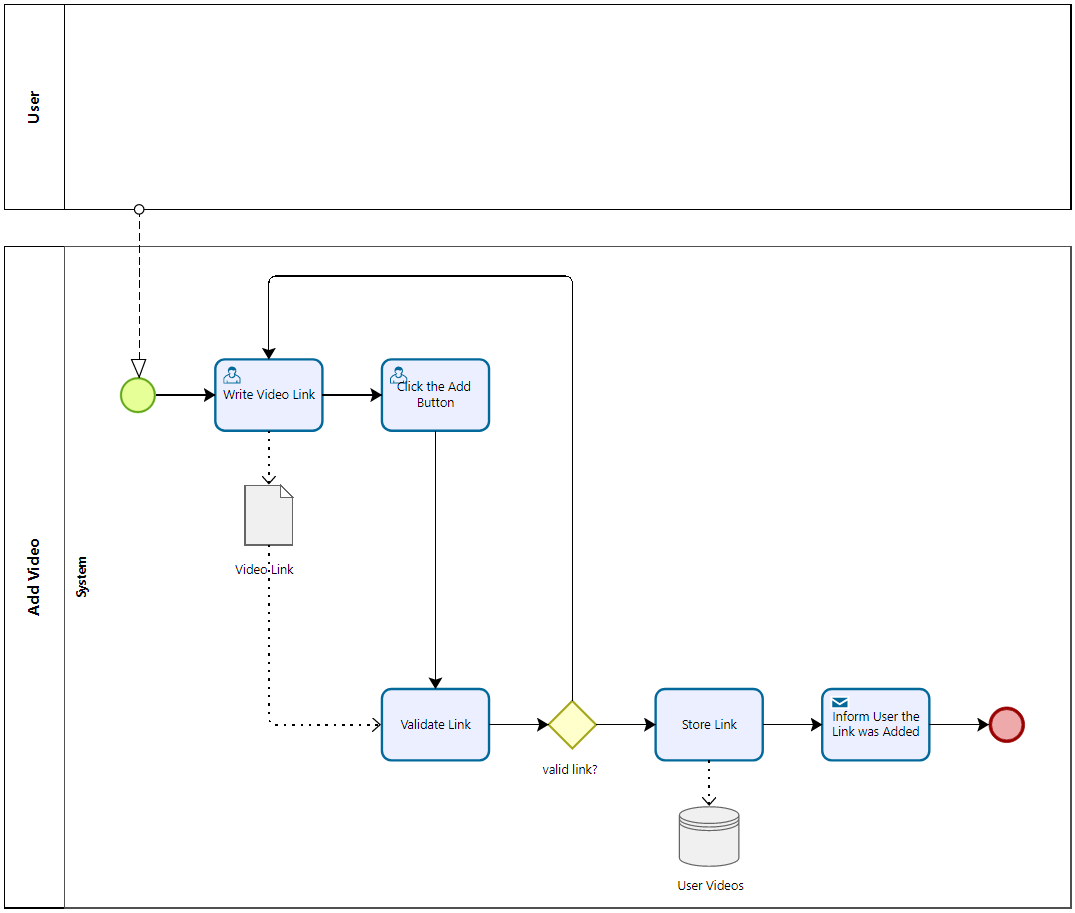 User
Add Video
System
Write Video Link
Click the Add
Button
Video Link
Validate Link
valid link?
Store Link
Inform User the
Link was Added
User Videos